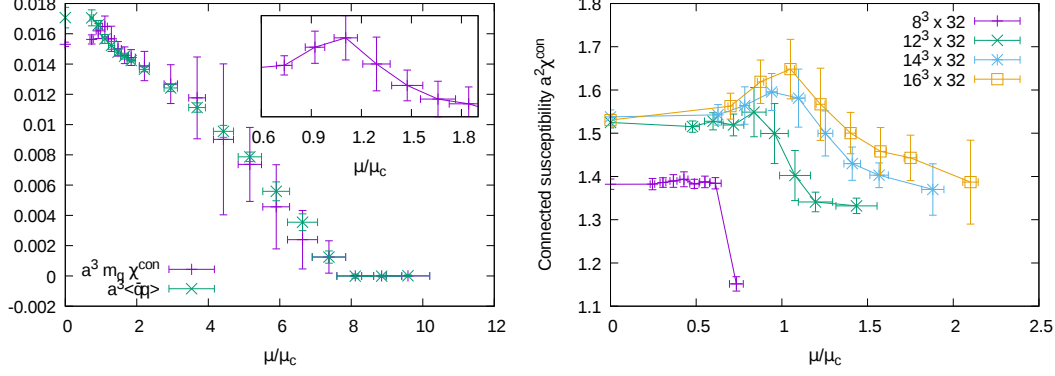 0.018
0.016
0.014
0.012
0.01
0.008
0.006
0.004
0.002
0
-0.002
0 2 4 6 8 10 12
μ/μc
a³ mq χ^con
a³<q̄q>
0.6 0.9 1.2 1.5 1.8
μ/μc
Connected susceptibility a²χ^con
1.8
1.7
1.6
1.5
1.4
1.3
1.2
1.1
0 0.5 1 1.5 2 2.5
μ/μc
8³ x 32
12³ x 32
14³ x 32
16³ x 32